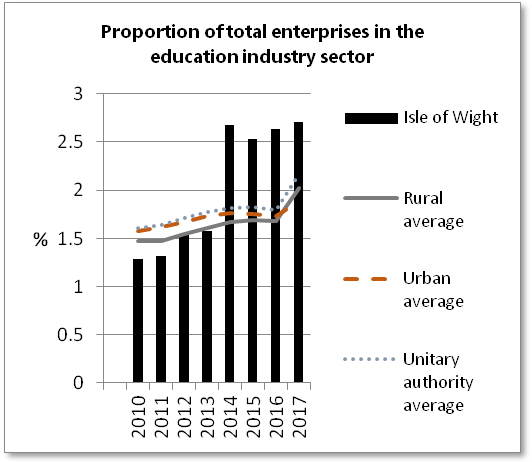 Proportion of total enterprises in the
education industry sector
3
2.5
2
1.5
1
0.5
0
%
2010
2011
2012
2013
2014
2015
2016
2017
Isle of Wight
Rural
average
Urban
average
Unitary
authority
average